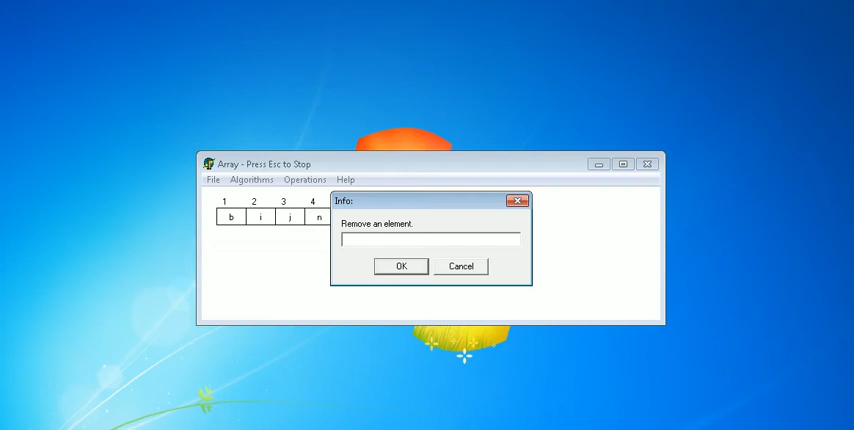 Array - Press Esc to Stop
File Algorithms Operations Help
1 2 3 4
b i j n
Info:
Remove an element.
OK Cancel